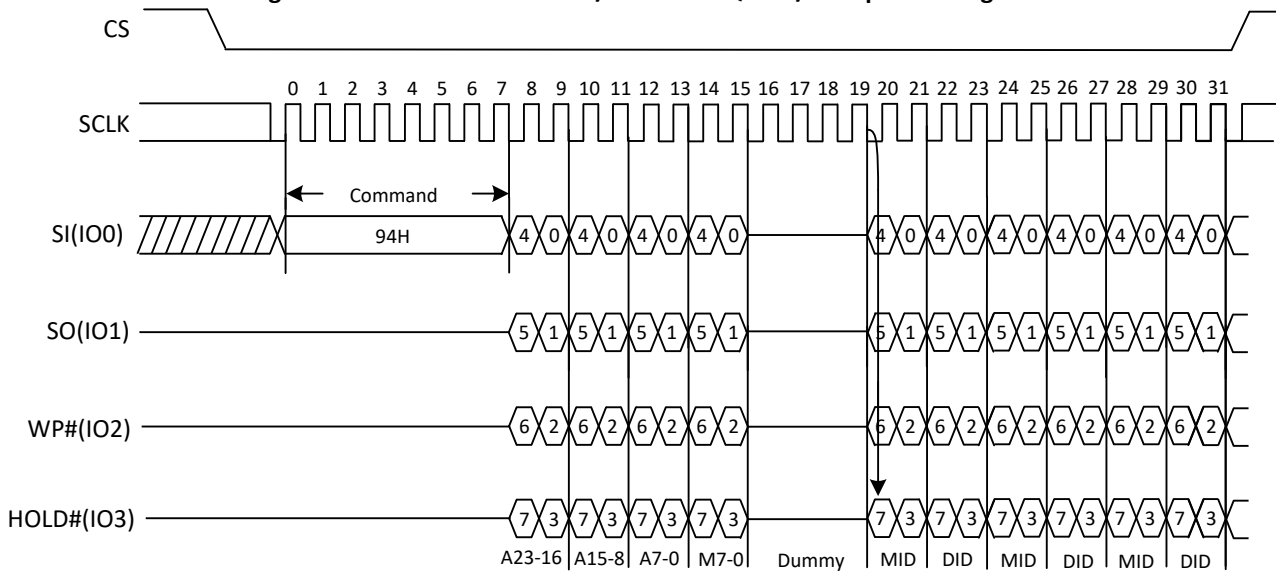 CS
0 1 2 3 4 5 6 7 8 9 10 11 12 13 14 15 16 17 18 19 20 21 22 23 24 25 26 27 28 29 30 31
SCLK
Command
SI(IO0) 94H 4 0 4 0 4 0 4 0 4 0 4 0 4 0 4 0 4 0 4 0
SO(IO1) 5 1 5 1 5 1 5 1 5 1 5 1 5 1 5 1 5 1 5 1
WP#(IO2) 6 2 6 2 6 2 6 2 6 2 6 2 6 2 6 2 6 2 6 2
HOLD#(IO3) 7 3 7 3 7 3 7 3 7 3 7 3 7 3 7 3 7 3 7 3
A23-16 A15-8 A7-0 M7-0 Dummy MID DID MID DID MID DID